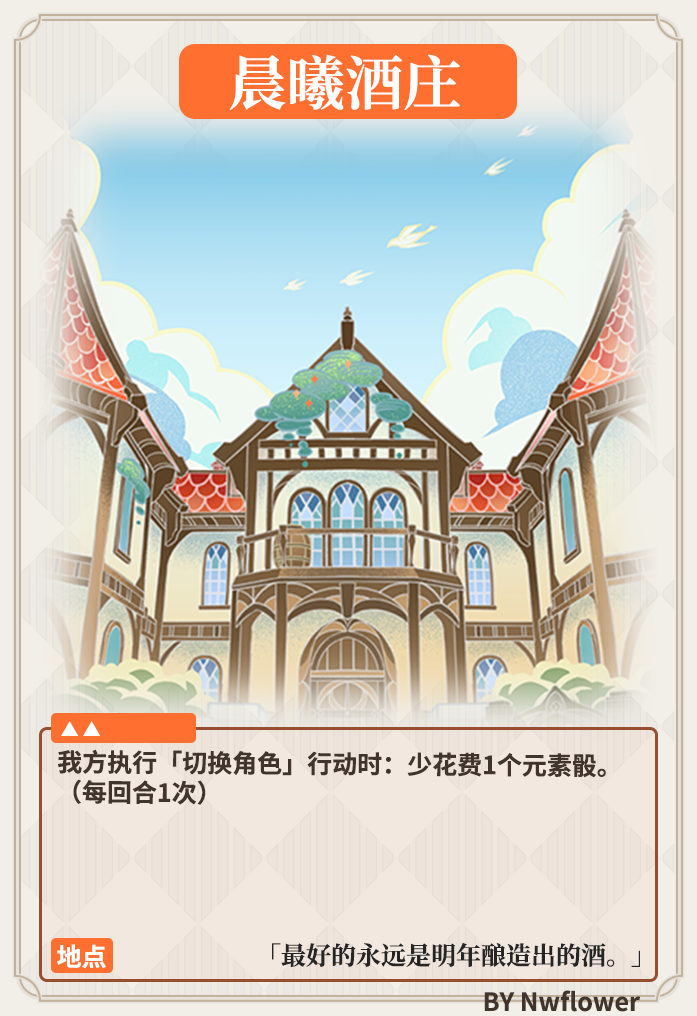 晨曦酒庄
我方执行「切换角色」行动时：少花费1个元素骰。
（每回合1次）
地点
「最好的永远是明年酿造出的酒。」
BY Nwflower